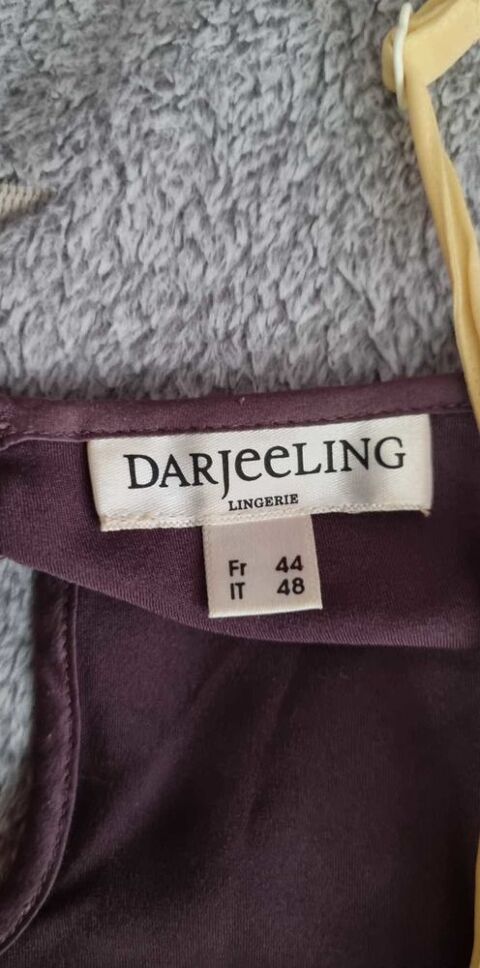 DARJeeLING
LINGERIE
Fr 44
IT 48